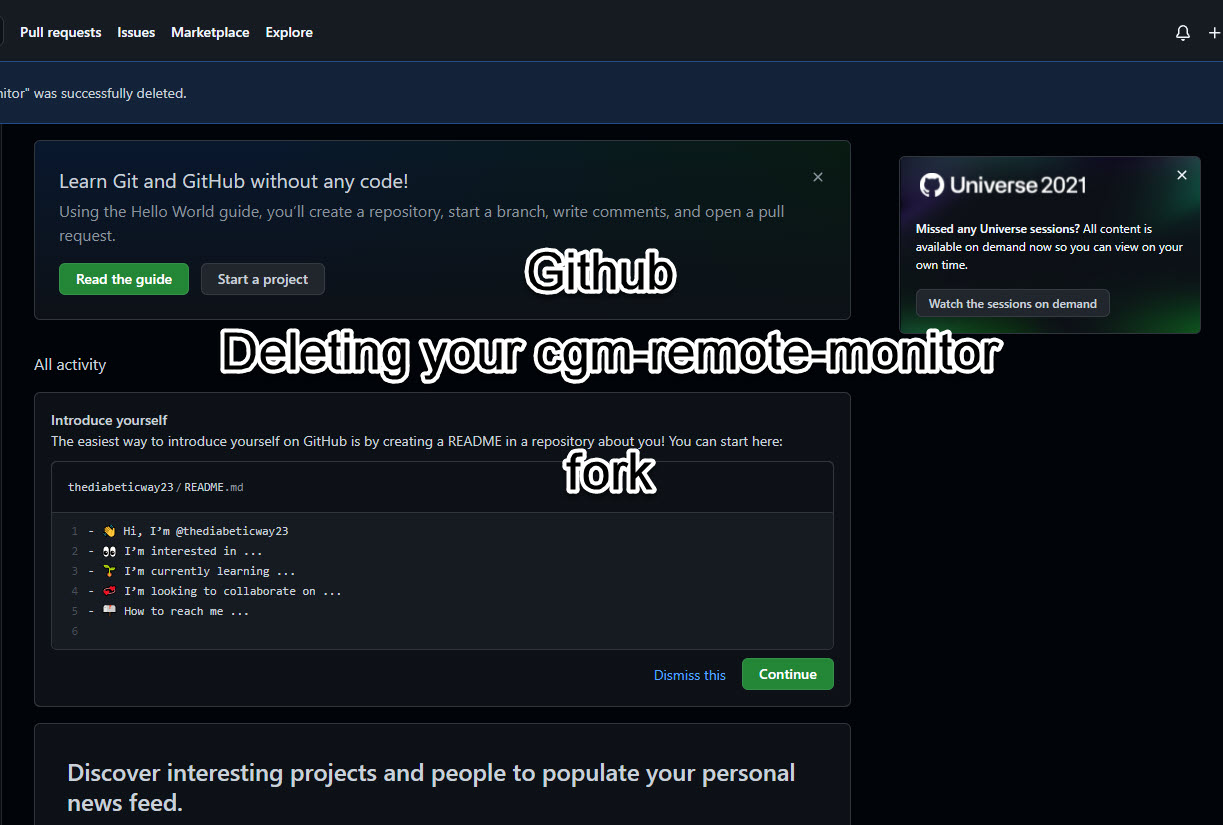 Pull requests Issues Marketplace Explore
nitor" was successfully deleted.
Learn Git and GitHub without any code!
Using the Hello World guide, you’ll create a repository, start a branch, write comments, and open a pull
request.
Read the guide Start a project
Universe 2021
Missed any Universe sessions? All content is
available on demand now so you can view on your
own time.
Watch the sessions on demand
Github
Deleting your cgm-remote-monitor
fork
All activity
Introduce yourself
The easiest way to introduce yourself on GitHub is by creating a README in a repository about you! You can start here:
thediabeticway23/README.md
1 - 👋 Hi, I’m @thediabeticway23
2 - 👀 I’m interested in ...
3 - 🌱 I’m currently learning ...
4 - 💞️ I’m looking to collaborate on ...
5 - 📫 How to reach me ...
6
Dismiss this Continue
Discover interesting projects and people to populate your personal
news feed.